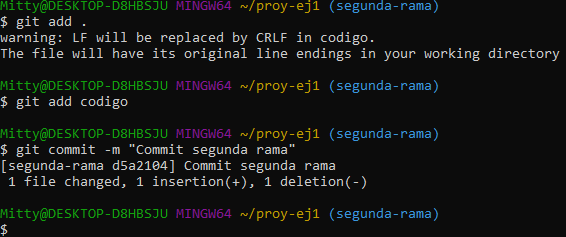 Mitty@DESKTOP-D8HBSJU MINGW64 ~/proy-ej1 (segunda-rama)
$ git add .
warning: LF will be replaced by CRLF in codigo.
The file will have its original line endings in your working directory
Mitty@DESKTOP-D8HBSJU MINGW64 ~/proy-ej1 (segunda-rama)
$ git add codigo
Mitty@DESKTOP-D8HBSJU MINGW64 ~/proy-ej1 (segunda-rama)
$ git commit -m "Commit segunda rama"
[segunda-rama d5a2104] Commit segunda rama
 1 file changed, 1 insertion(+), 1 deletion(-)
Mitty@DESKTOP-D8HBSJU MINGW64 ~/proy-ej1 (segunda-rama)
$